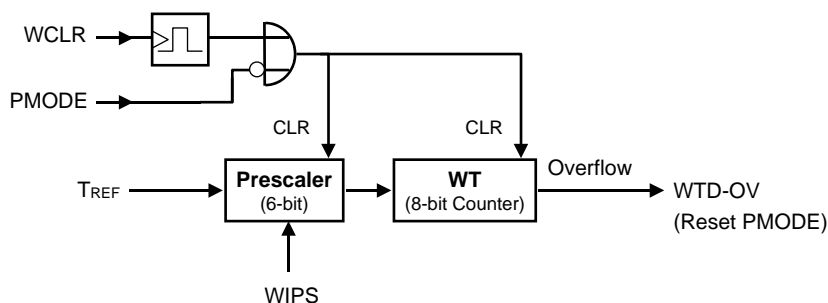 WCLR
PMODE
CLR
CLR
TREF
Prescaler
(6-bit)
WT
(8-bit Counter)
Overflow
WTD-OV
(Reset PMODE)
WIPS